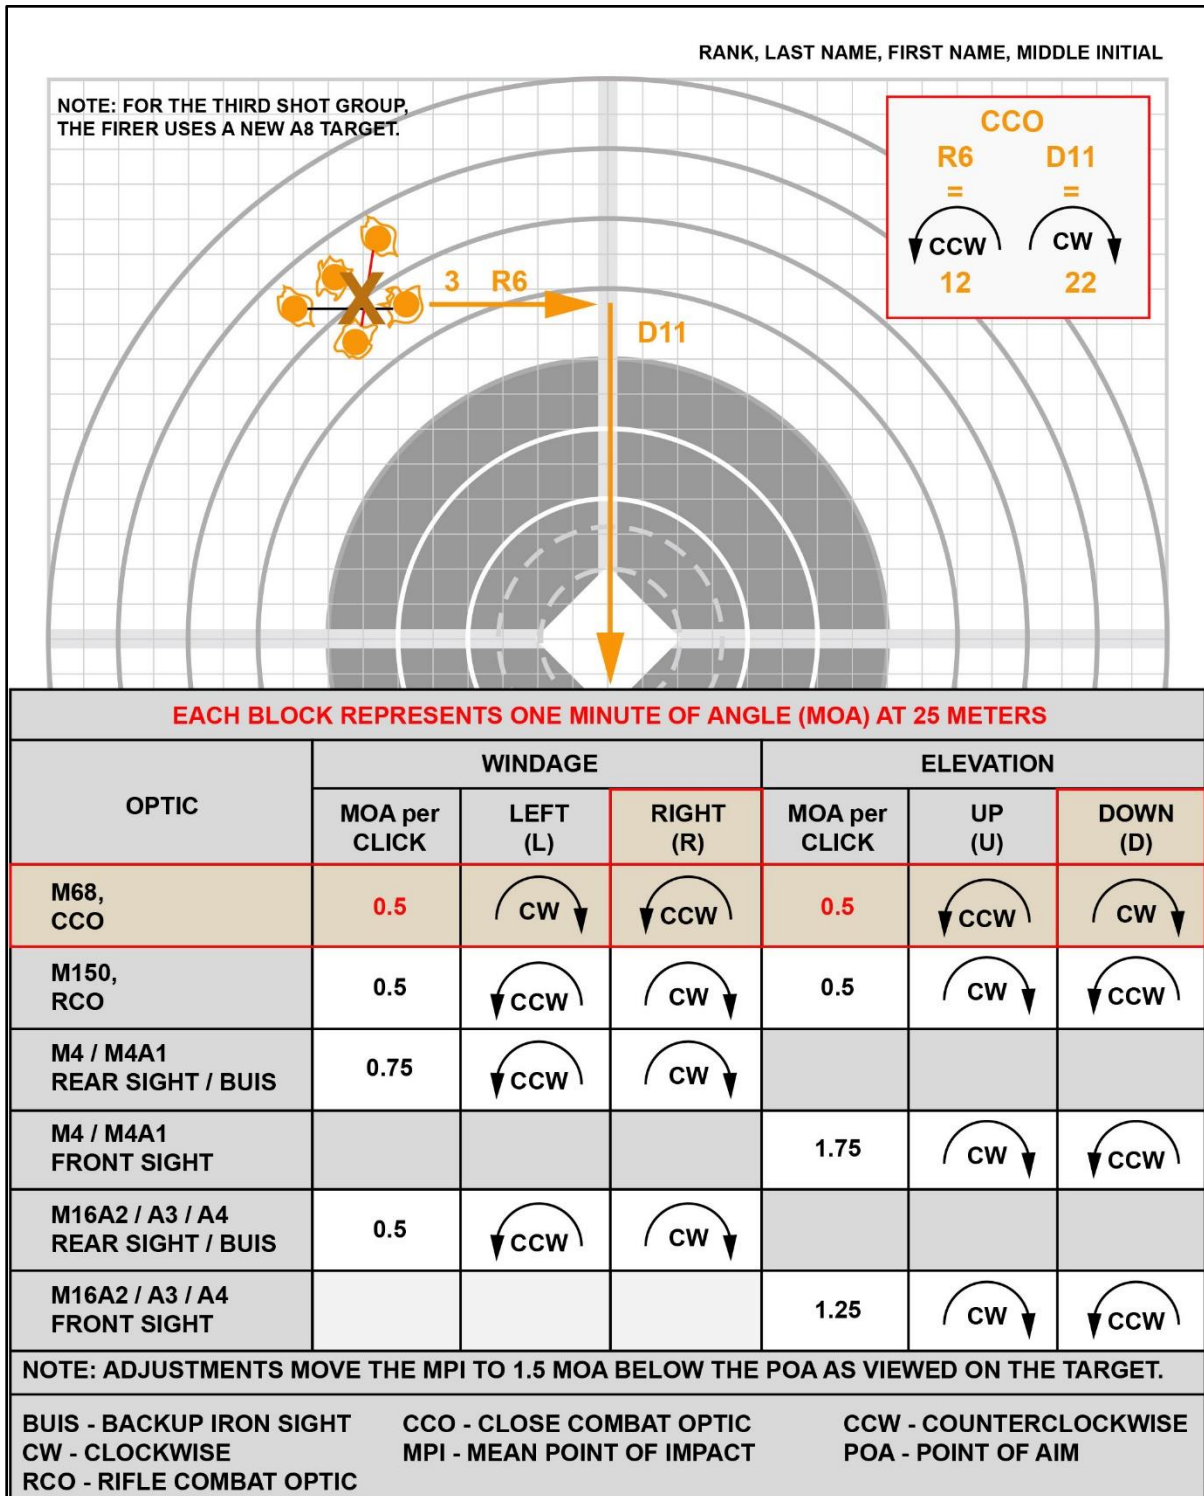 RANK, LAST NAME, FIRST NAME, MIDDLE INITIAL
NOTE: FOR THE THIRD SHOT GROUP,
THE FIRER USES A NEW A8 TARGET.
CCO
R6 D11
= =
CCW CW
12 22
X
3 R6
D11
EACH BLOCK REPRESENTS ONE MINUTE OF ANGLE (MOA) AT 25 METERS
OPTIC WINDAGE ELEVATION
MOA per CLICK LEFT (L) RIGHT (R) MOA per CLICK UP (U) DOWN (D)
M68,
CCO 0.5 CW CCW 0.5 CCW CW
M150,
RCO 0.5 CCW CW 0.5 CW CCW
M4 / M4A1
REAR SIGHT / BUIS 0.75 CCW CW
M4 / M4A1
FRONT SIGHT 1.75 CW CCW
M16A2 / A3 / A4
REAR SIGHT / BUIS 0.5 CCW CW
M16A2 / A3 / A4
FRONT SIGHT 1.25 CW CCW
NOTE: ADJUSTMENTS MOVE THE MPI TO 1.5 MOA BELOW THE POA AS VIEWED ON THE TARGET.
BUIS - BACKUP IRON SIGHT CCO - CLOSE COMBAT OPTIC CCW - COUNTERCLOCKWISE
CW - CLOCKWISE MPI - MEAN POINT OF IMPACT POA - POINT OF AIM
RCO - RIFLE COMBAT OPTIC